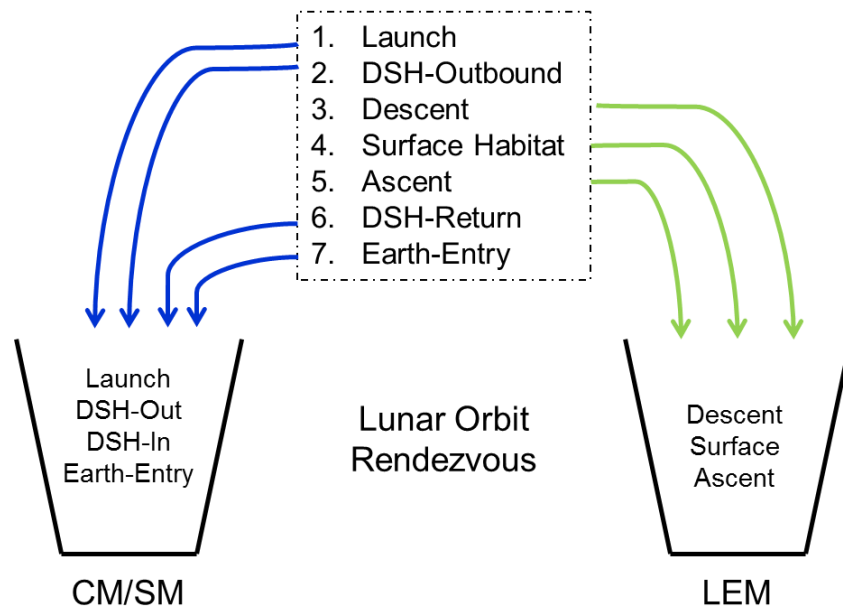 1. Launch
2. DSH-Outbound
3. Descent
4. Surface Habitat
5. Ascent
6. DSH-Return
7. Earth-Entry
Launch
DSH-Out
DSH-In
Earth-Entry
Lunar Orbit
Rendezvous
Descent
Surface
Ascent
CM/SM
LEM